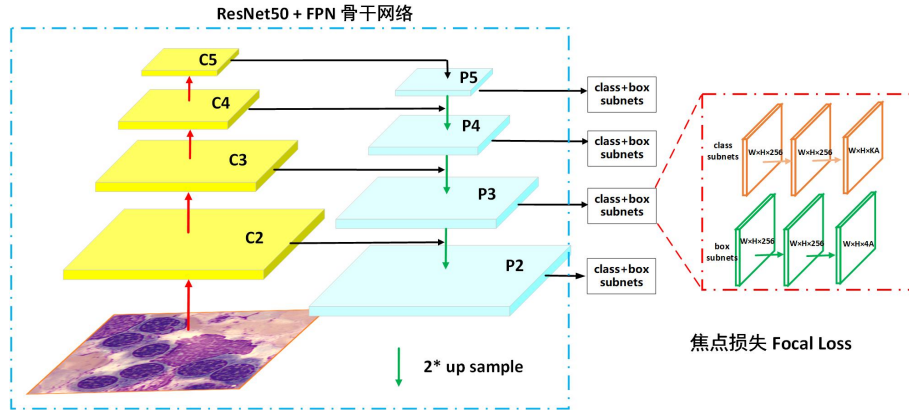 ResNet50 + FPN 骨干网络
C5
C4
C3
C2
P5
P4
P3
P2
class+box
subnets
class+box
subnets
class+box
subnets
class+box
subnets
class
subnets
W×H×256
W×H×256
W×H×KA
box
subnets
W×H×256
W×H×256
W×H×4A
2* up sample
焦点损失 Focal Loss